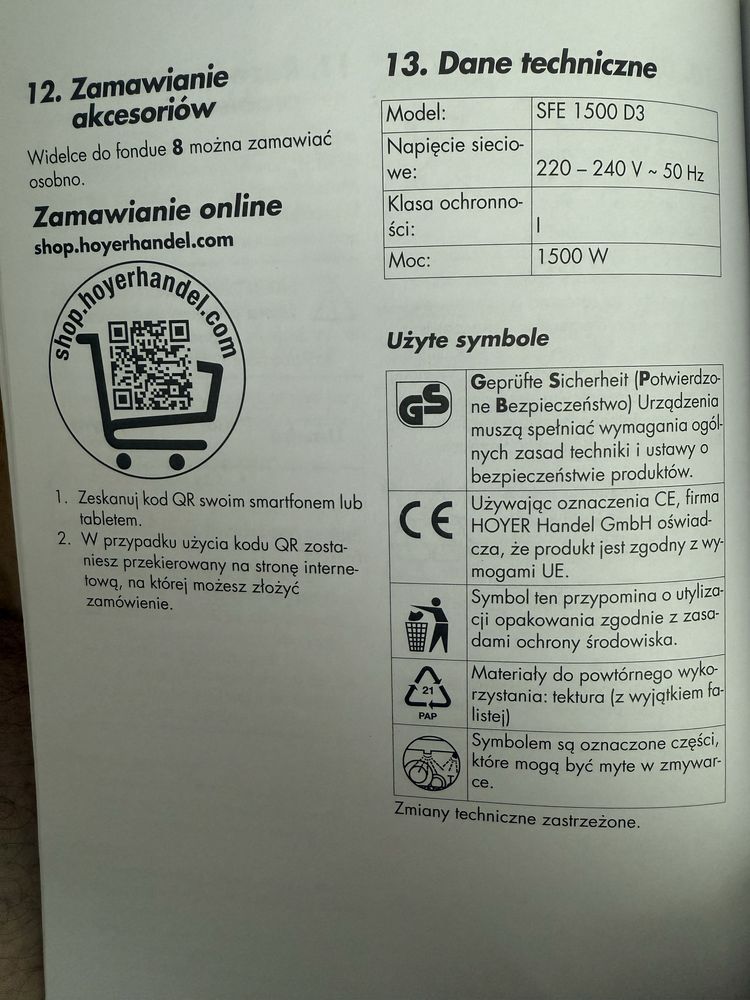 12. Zamawianie
akcesoriów
Widelce do fondue 8 można zamawiać
osobno.
Zamawianie online
shop.hoyerhandel.com
shop.hoyerhandel.com
1. Zeskanuj kod QR swoim smartfonem lub
tabletem.
2. W przypadku użycia kodu QR zosta-
niesz przekierowany na stronę interne-
tową, na której możesz złożyć
zamówienie.
13. Dane techniczne
Model: SFE 1500 D3
Napięcie siecio-
we: 220 – 240 V ~ 50 Hz
Klasa ochronno-
ści: I
Moc: 1500 W
Użyte symbole
GS
Geprüfte Sicherheit (Potwierdzo-
ne Bezpieczeństwo) Urządzenia
muszą spełniać wymagania ogól-
nych zasad techniki i ustawy o
bezpieczeństwie produktów.
CE
Używając oznaczenia CE, firma
HOYER Handel GmbH oświad-
cza, że produkt jest zgodny z wy-
mogami UE.
Symbol ten przypomina o utyliza-
cji opakowania zgodnie z zasa-
dami ochrony środowiska.
21
PAP
Materiały do powtórnego wyko-
rzystania: tektura (z wyjątkiem fa-
listej)
Symbolem są oznaczone części,
które mogą być myte w zmywar-
ce.
Zmiany techniczne zastrzeżone.